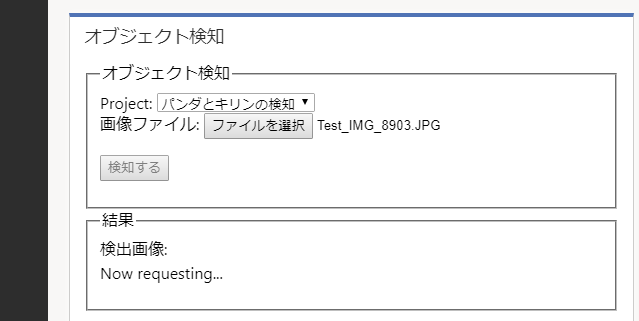 オブジェクト検知
オブジェクト検知
Project: パンダとキリンの検知
画像ファイル: ファイルを選択 Test_IMG_8903.JPG
検知する
結果
検出画像:
Now requesting...